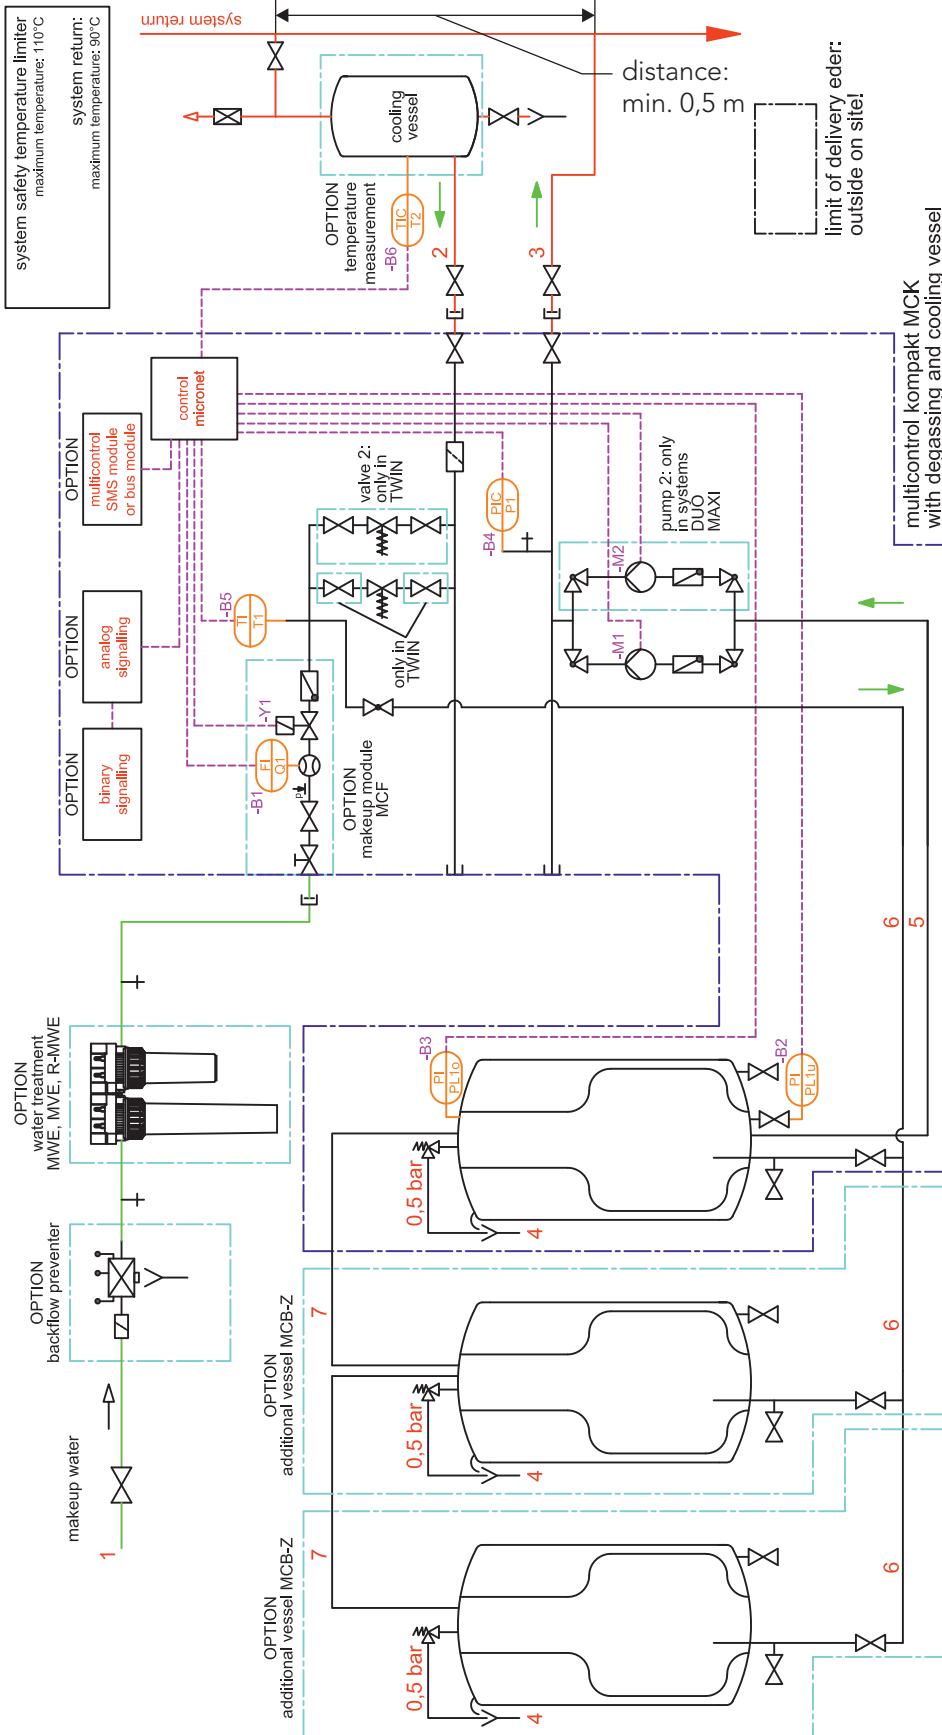 system safety temperature limiter
maximum temperature: 110°C
system return:
maximum temperature: 90°C
system return
distance:
min. 0,5 m
cooling
vessel
limit of delivery eder:
outside on site!
OPTION
temperature
measurement
TIC
T2
-B6
2
3
multicontrol kompakt MCK
with degassing and cooling vessel
control
micronet
OPTION
multicontrol
SMS module
or bus module
OPTION
analog
signalling
OPTION
binary
signalling
valve 2:
only in
TWIN
only in
TWIN
-B4
PIC
P1
-B5
TI
T1
-Y1
-B1
FI
Q1
P
OPTION
makeup module
MCF
pump 2: only
in systems
DUO
MAXI
-M2
-M1
6
5
OPTION
water treatment
MWE, MVE, R-MWE
OPTION
backflow preventer
makeup water
1
-B3
PI
PL1o
-B2
PI
PL1u
0,5 bar
4
7
OPTION
additional vessel MCB-Z
0,5 bar
4
6
7
OPTION
additional vessel MCB-Z
0,5 bar
4
6